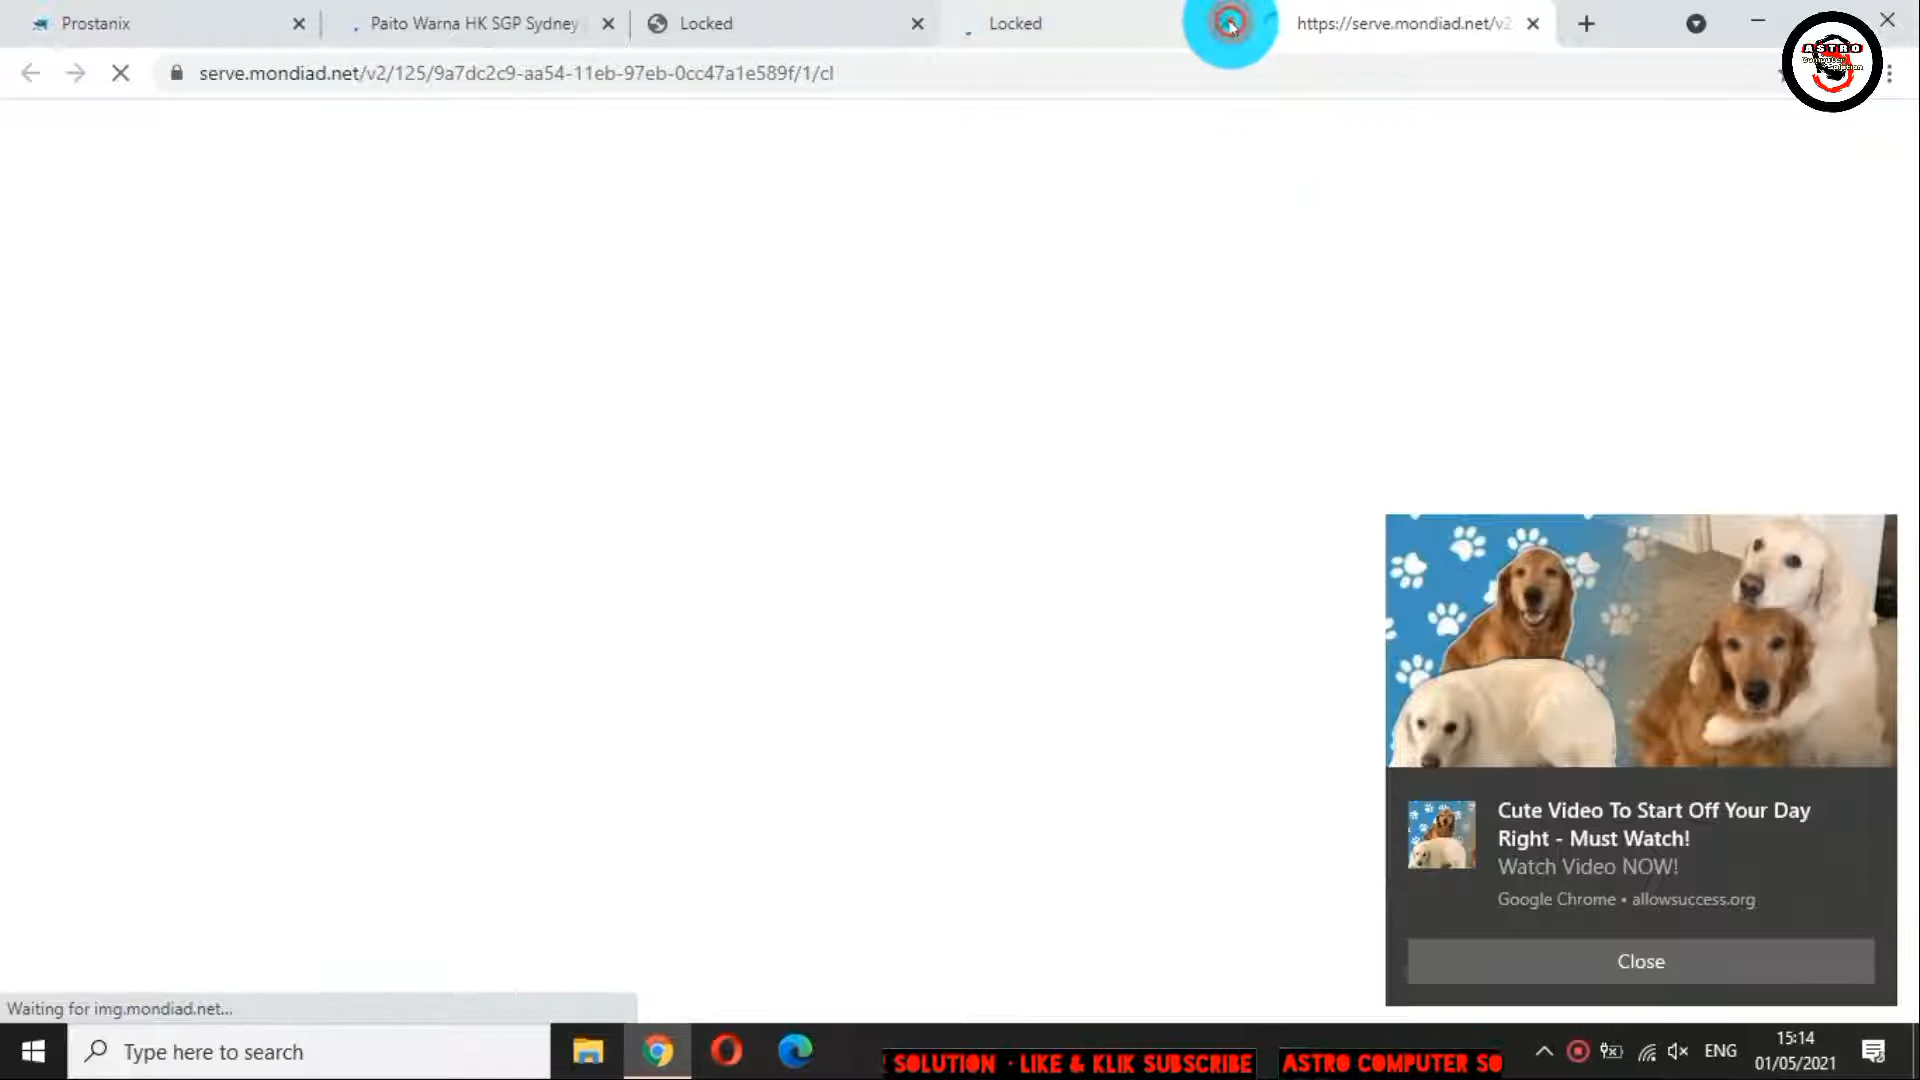 Prostanix
Paito Warna HK SGP Sydney
Locked
Locked
https://serve.mondiad.net/v2
serve.mondiad.net/v2/125/9a7dc2c9-aa54-11eb-97eb-0cc47a1e589f/1/cl
ASTRO
Cute Video To Start Off Your Day
Right - Must Watch!
Watch Video NOW!
Google Chrome • allowsuccess.org
Close
Waiting for img.mondiad.net...
Type here to search
SOLUTION · LIKE & KLIK SUBSCRIBE
ASTRO COMPUTER SO
ENG
15:14
01/05/2021